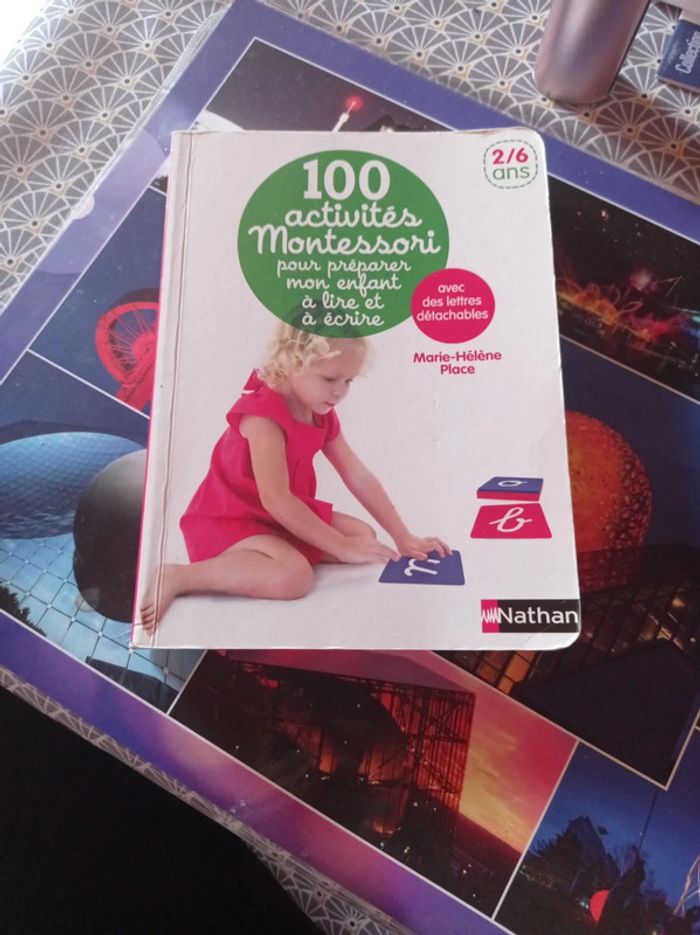 2/6
ans
100
activités
Montessori
pour préparer
mon enfant
à lire et
à écrire
avec
des lettres
détachables
Marie-Hélène
Place
b
n
Nathan
Collection